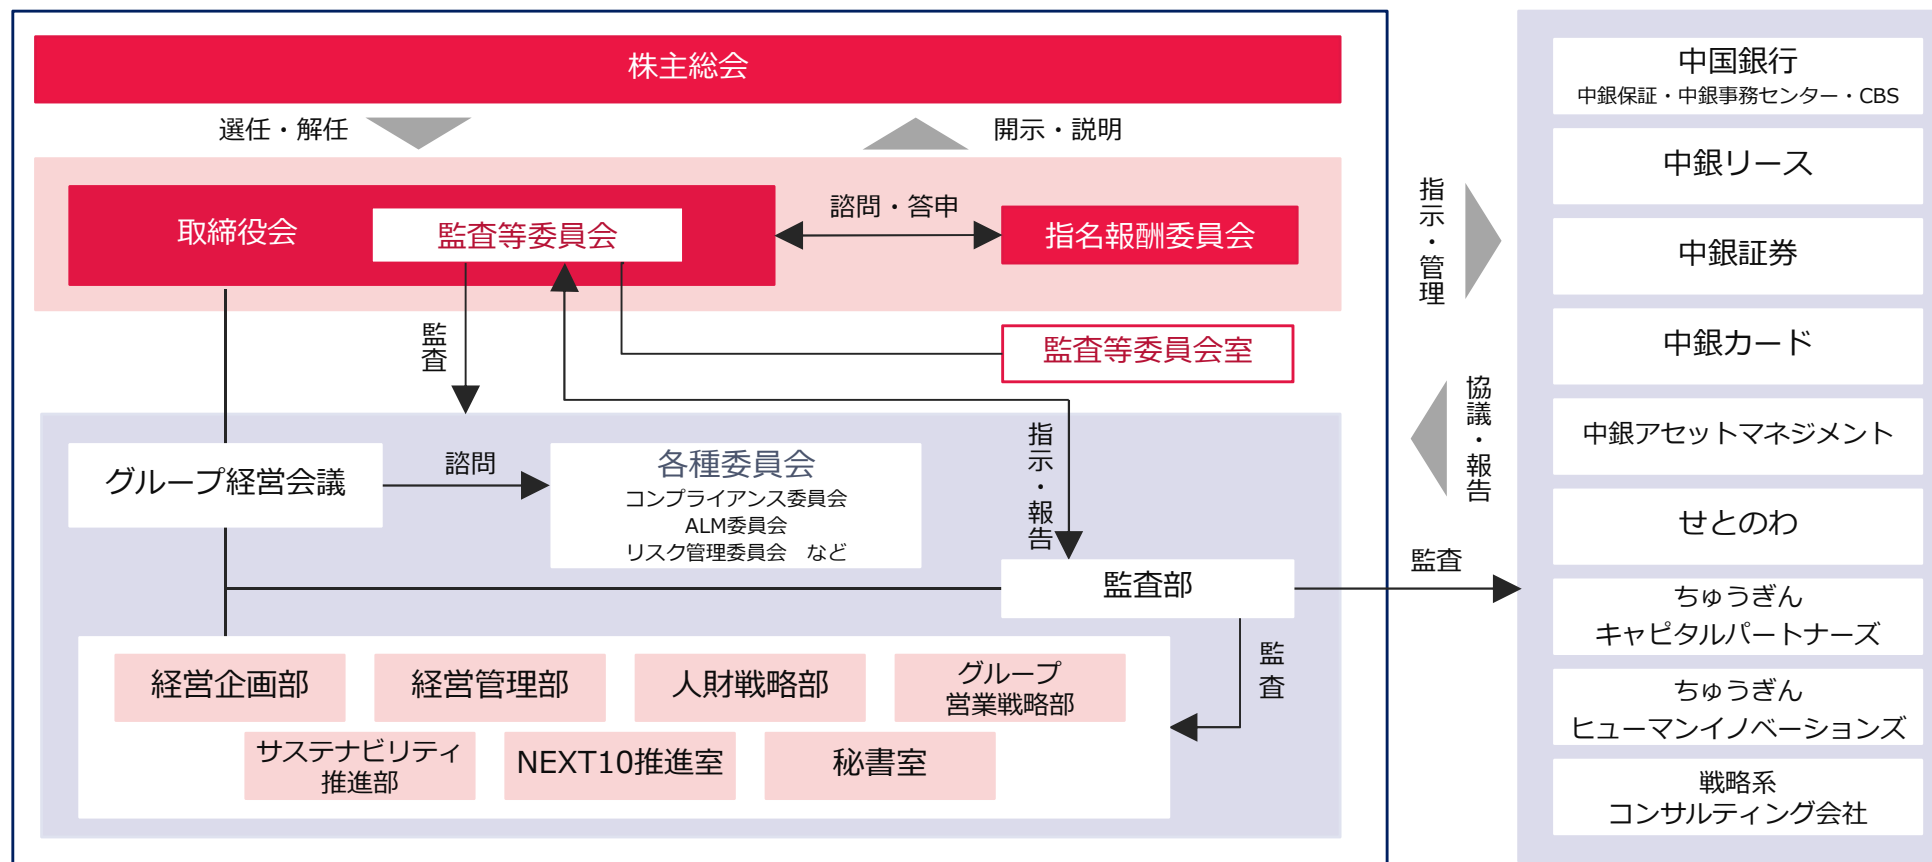 株主総会
選任・解任
開示・説明
取締役会
監査等委員会
諮問・答申
指名報酬委員会
監査
監査等委員会室
グループ経営会議
諮問
各種委員会
コンプライアンス委員会
ALM委員会
リスク管理委員会 など
指示・報告
監査部
監査
監査
経営企画部
経営管理部
人財戦略部
グループ
営業戦略部
サステナビリティ
推進部
NEXT10推進室
秘書室
指示・管理
協議・報告
中国銀行
中銀保証・中銀事務センター・CBS
中銀リース
中銀証券
中銀カード
中銀アセットマネジメント
せとのわ
ちゅうぎん
キャピタルパートナーズ
ちゅうぎん
ヒューマンイノベーションズ
戦略系
コンサルティング会社